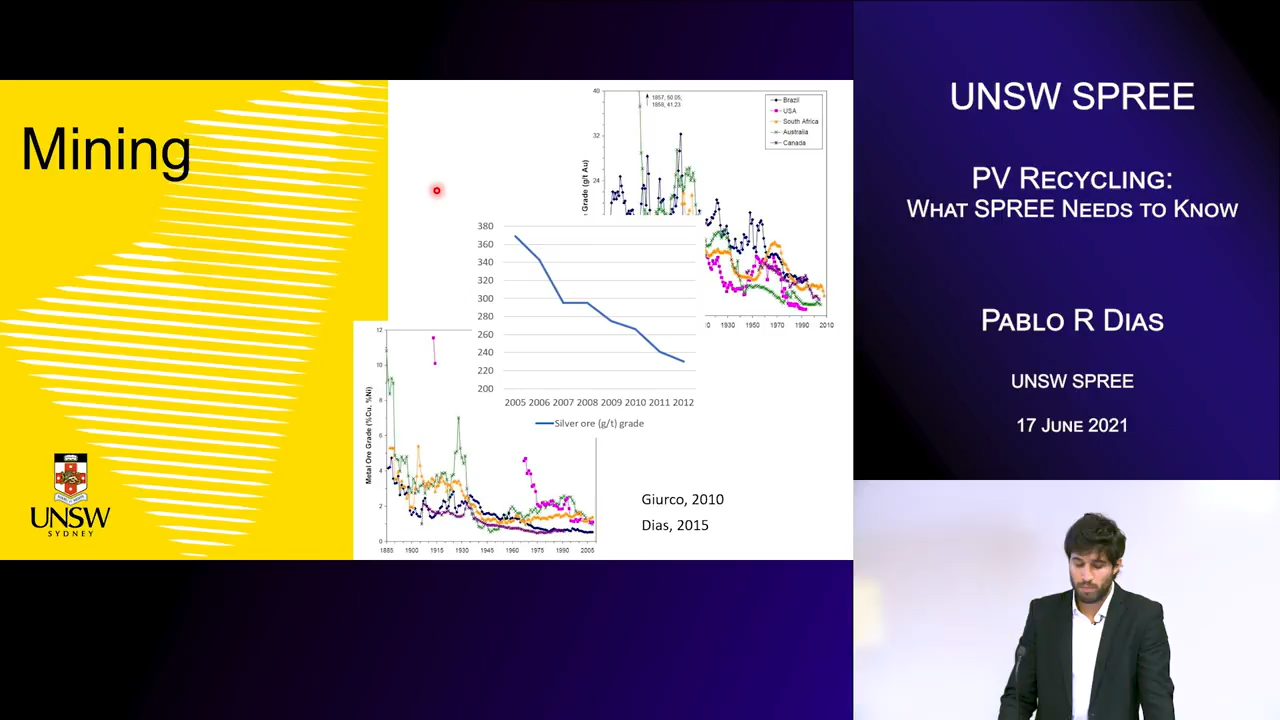 Mining
UNSW
SYDNEY
40
32
24
Grade (g/t Au)
1857, 50.05;
1858, 41.23
Brazil
USA
South Africa
Australia
Canada
1930 1950 1970 1990 2010
380
360
340
320
300
280
260
240
220
200
2005 2006 2007 2008 2009 2010 2011 2012
Silver ore (g/t) grade
12
10
8
6
4
2
0
Metal Ore Grade (%Cu, %Ni)
1885 1900 1915 1930 1945 1960 1975 1990 2005
Giurco, 2010
Dias, 2015
UNSW SPREE
PV Recycling:
What SPREE Needs to Know
Pablo R Dias
UNSW SPREE
17 June 2021